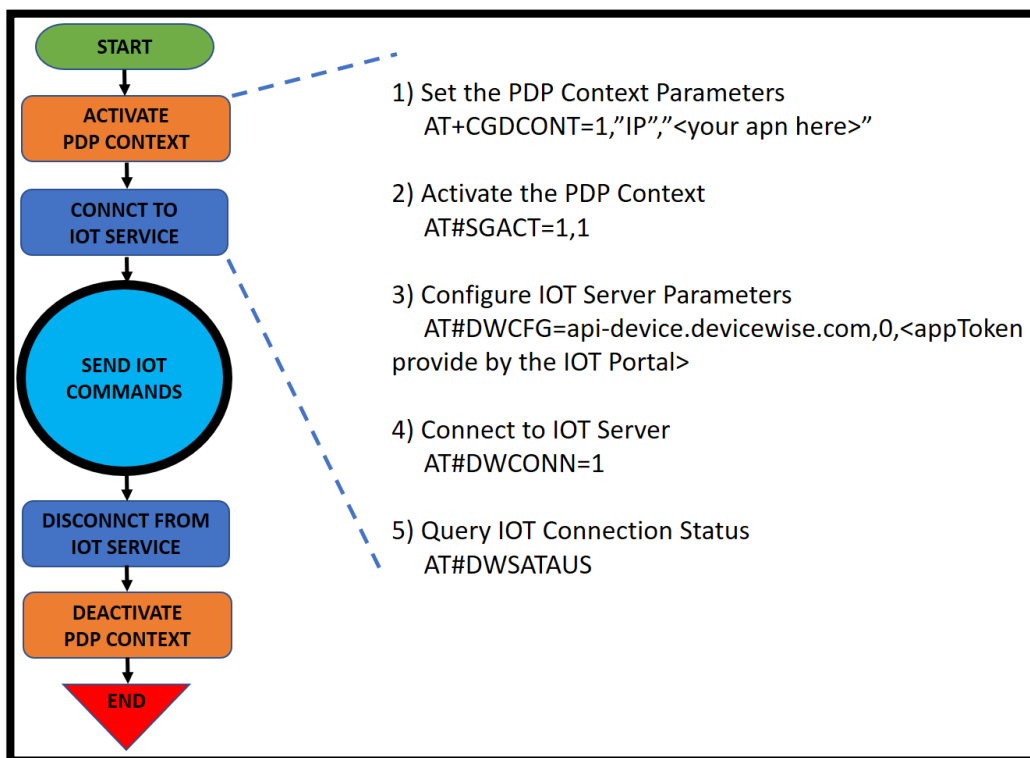 START
ACTIVATE
PDP CONTEXT
CONNCT TO
IOT SERVICE
SEND IOT
COMMANDS
DISCONNCT FROM
IOT SERVICE
DEACTIVATE
PDP CONTEXT
END
1) Set the PDP Context Parameters
AT+CGDCONT=1,”IP”,”<your apn here>”
2) Activate the PDP Context
AT#SGACT=1,1
3) Configure IOT Server Parameters
AT#DWCFG=api-device.devicewise.com,0,<appToken
provide by the IOT Portal>
4) Connect to IOT Server
AT#DWCONN=1
5) Query IOT Connection Status
AT#DWSATAUS